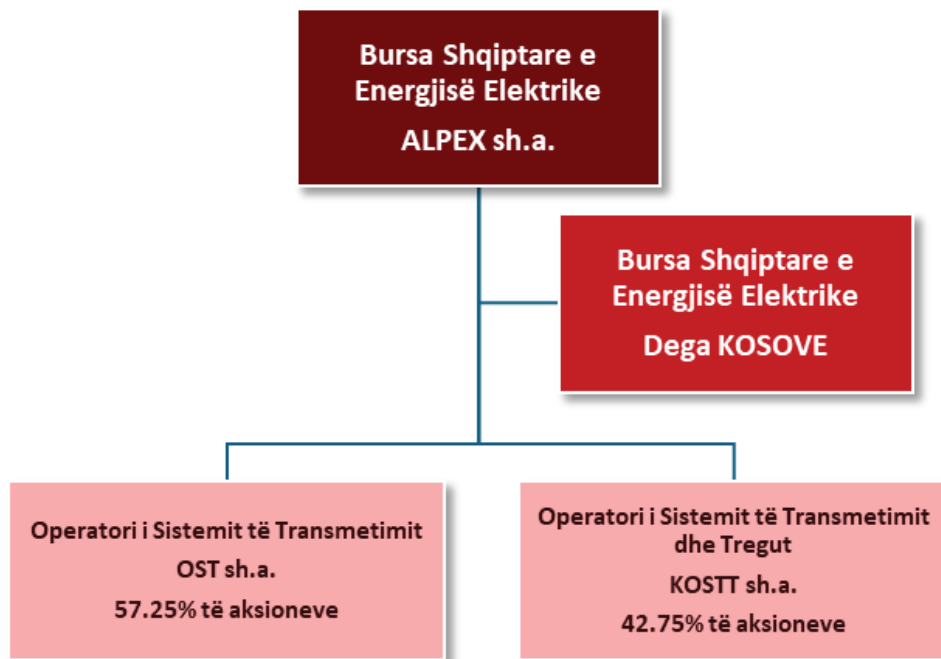 Bursa Shqiptare e
Energjisë Elektrike
ALPEX sh.a.
Bursa Shqiptare e
Energjisë Elektrike
Dega KOSOVE
Operatori i Sistemit të Transmetimit
OST sh.a.
57.25% të aksioneve
Operatori i Sistemit të Transmetimit
dhe Tregut
KOSTT sh.a.
42.75% të aksioneve